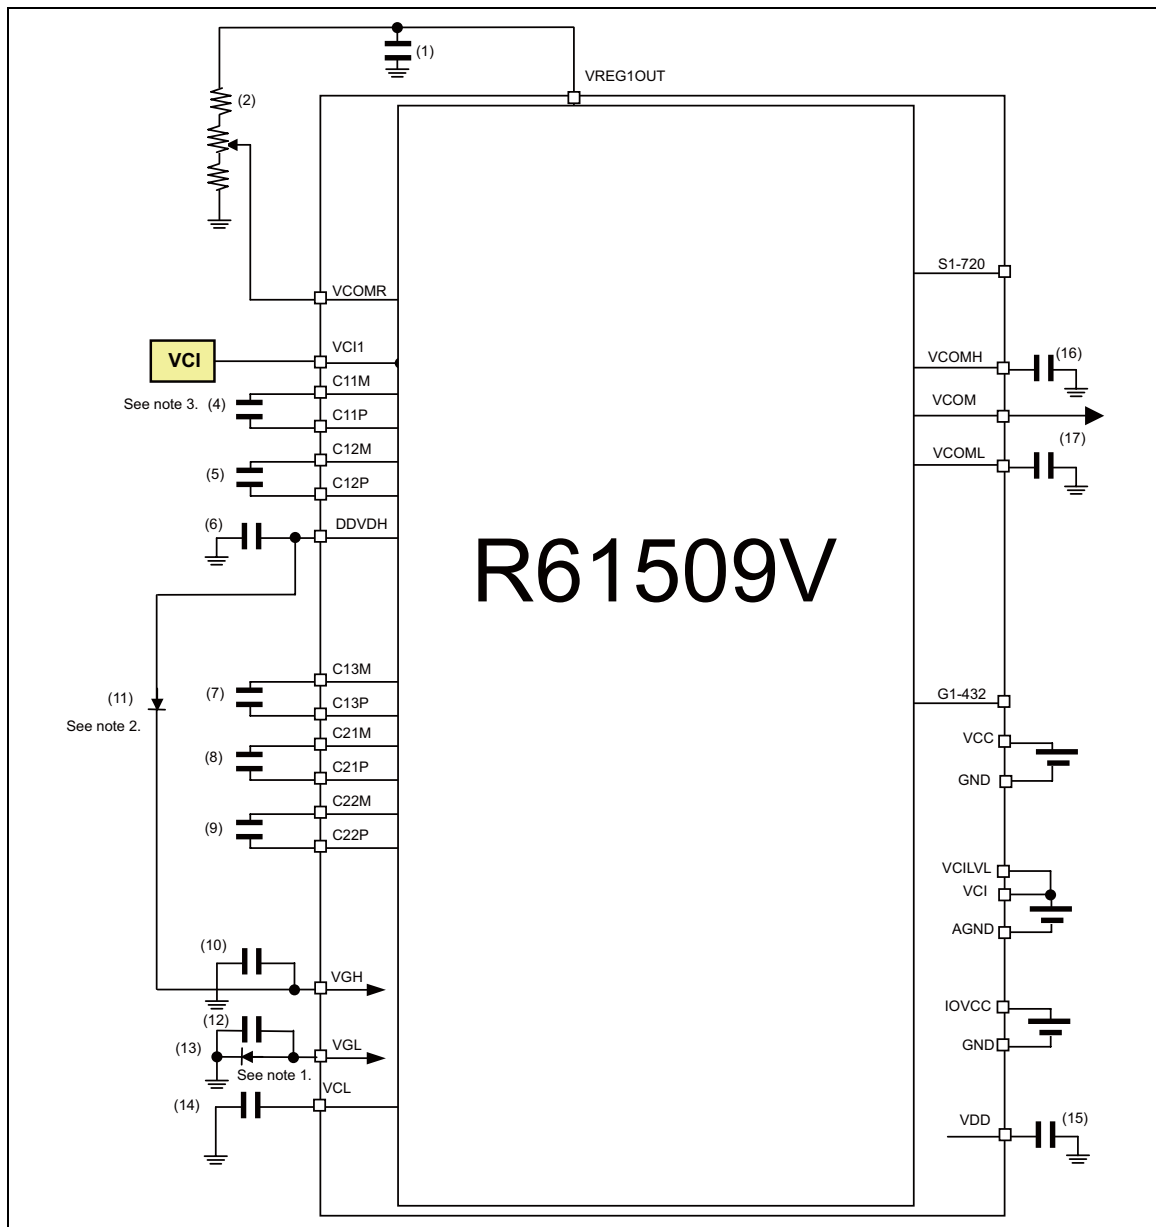 (1)
VREG1OUT
(2)
S1-720
VCOMR
VCI
VCI1
VCOMH
(16)
C11M
See note 3. (4)
VCOM
C11P
C12M
VCOML
(17)
(5)
C12P
(6)
DDVDH
R61509V
C13M
(11)
(7)
G1-432
See note 2.
C13P
C21M
VCC
(8)
C21P
GND
C22M
(9)
C22P
VCILVL
VCI
AGND
(10)
VGH
IOVCC
(12)
(13)
VGL
GND
See note 1.
VCL
(14)
VDD
(15)